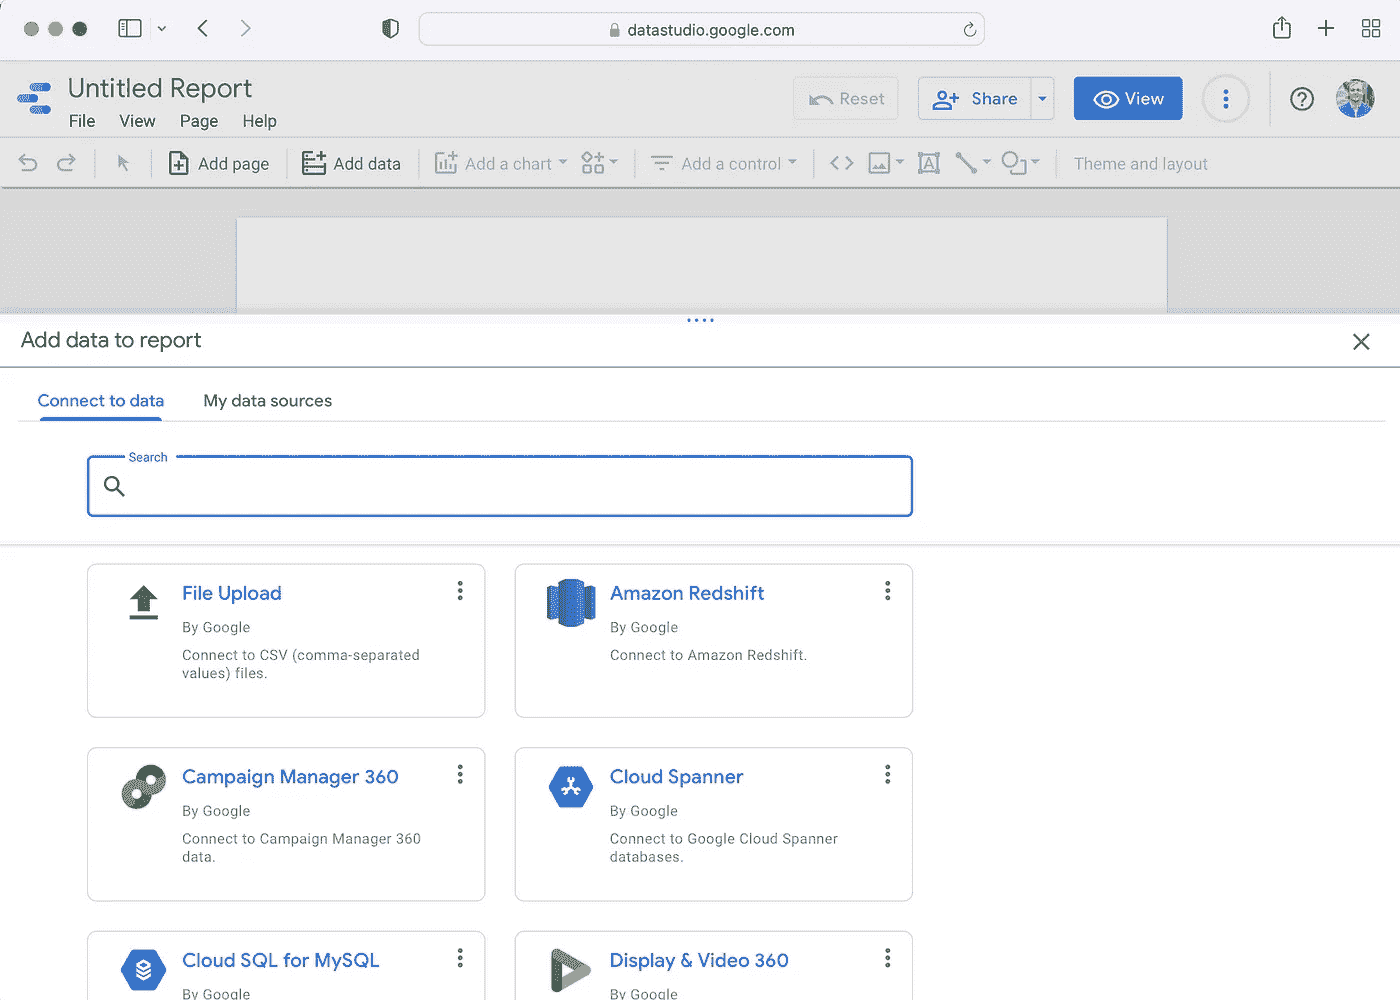 datastudio.google.com
Untitled Report
Reset
Share
View
File View Page Help
Add page
Add data
Add a chart
Add a control
Theme and layout
Add data to report
Connect to data
My data sources
Search
File Upload
By Google
Connect to CSV (comma-separated
values) files.
Amazon Redshift
By Google
Connect to Amazon Redshift.
Campaign Manager 360
By Google
Connect to Campaign Manager 360
data.
Cloud Spanner
By Google
Connect to Google Cloud Spanner
databases.
Cloud SQL for MySQL
By Google
Display & Video 360
By Google